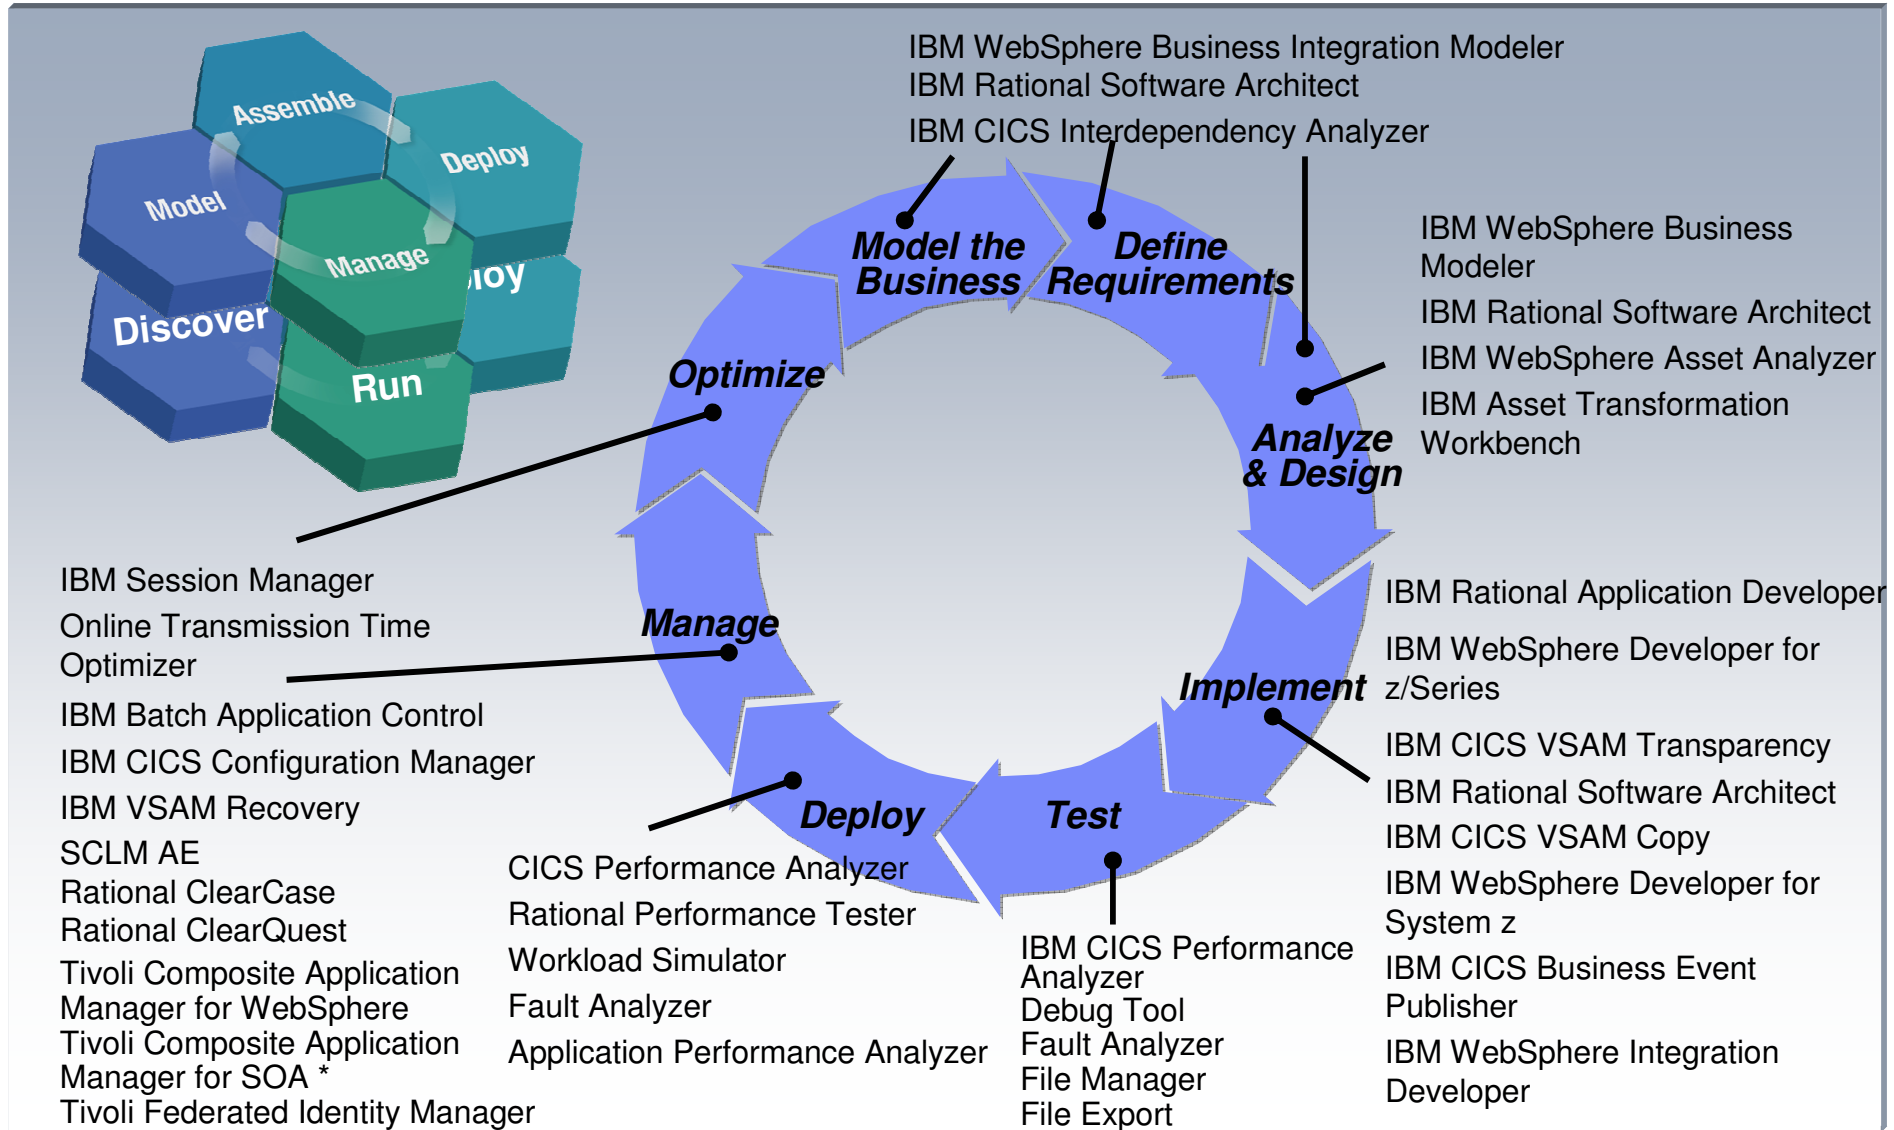 IBM WebSphere Business Integration Modeler
IBM Rational Software Architect
IBM CICS Interdependency Analyzer
Assemble
Deploy
Model
Manage
ploy
Discover
Run
Model the
Business
Define
Requirements
IBM WebSphere Business
Modeler
IBM Rational Software Architect
IBM WebSphere Asset Analyzer
IBM Asset Transformation
Workbench
Optimize
Analyze
& Design
IBM Session Manager
Online Transmission Time
Optimizer
IBM Batch Application Control
IBM CICS Configuration Manager
IBM VSAM Recovery
SCLM AE
Rational ClearCase
Rational ClearQuest
Tivoli Composite Application
Manager for WebSphere
Tivoli Composite Application
Manager for SOA *
Tivoli Federated Identity Manager
Manage
Implement
Deploy
Test
CICS Performance Analyzer
Rational Performance Tester
Workload Simulator
Fault Analyzer
Application Performance Analyzer
IBM CICS Performance
Analyzer
Debug Tool
Fault Analyzer
File Manager
File Export
IBM Rational Application Developer
IBM WebSphere Developer for
z/Series
IBM CICS VSAM Transparency
IBM Rational Software Architect
IBM CICS VSAM Copy
IBM WebSphere Developer for
System z
IBM CICS Business Event
Publisher
IBM WebSphere Integration
Developer